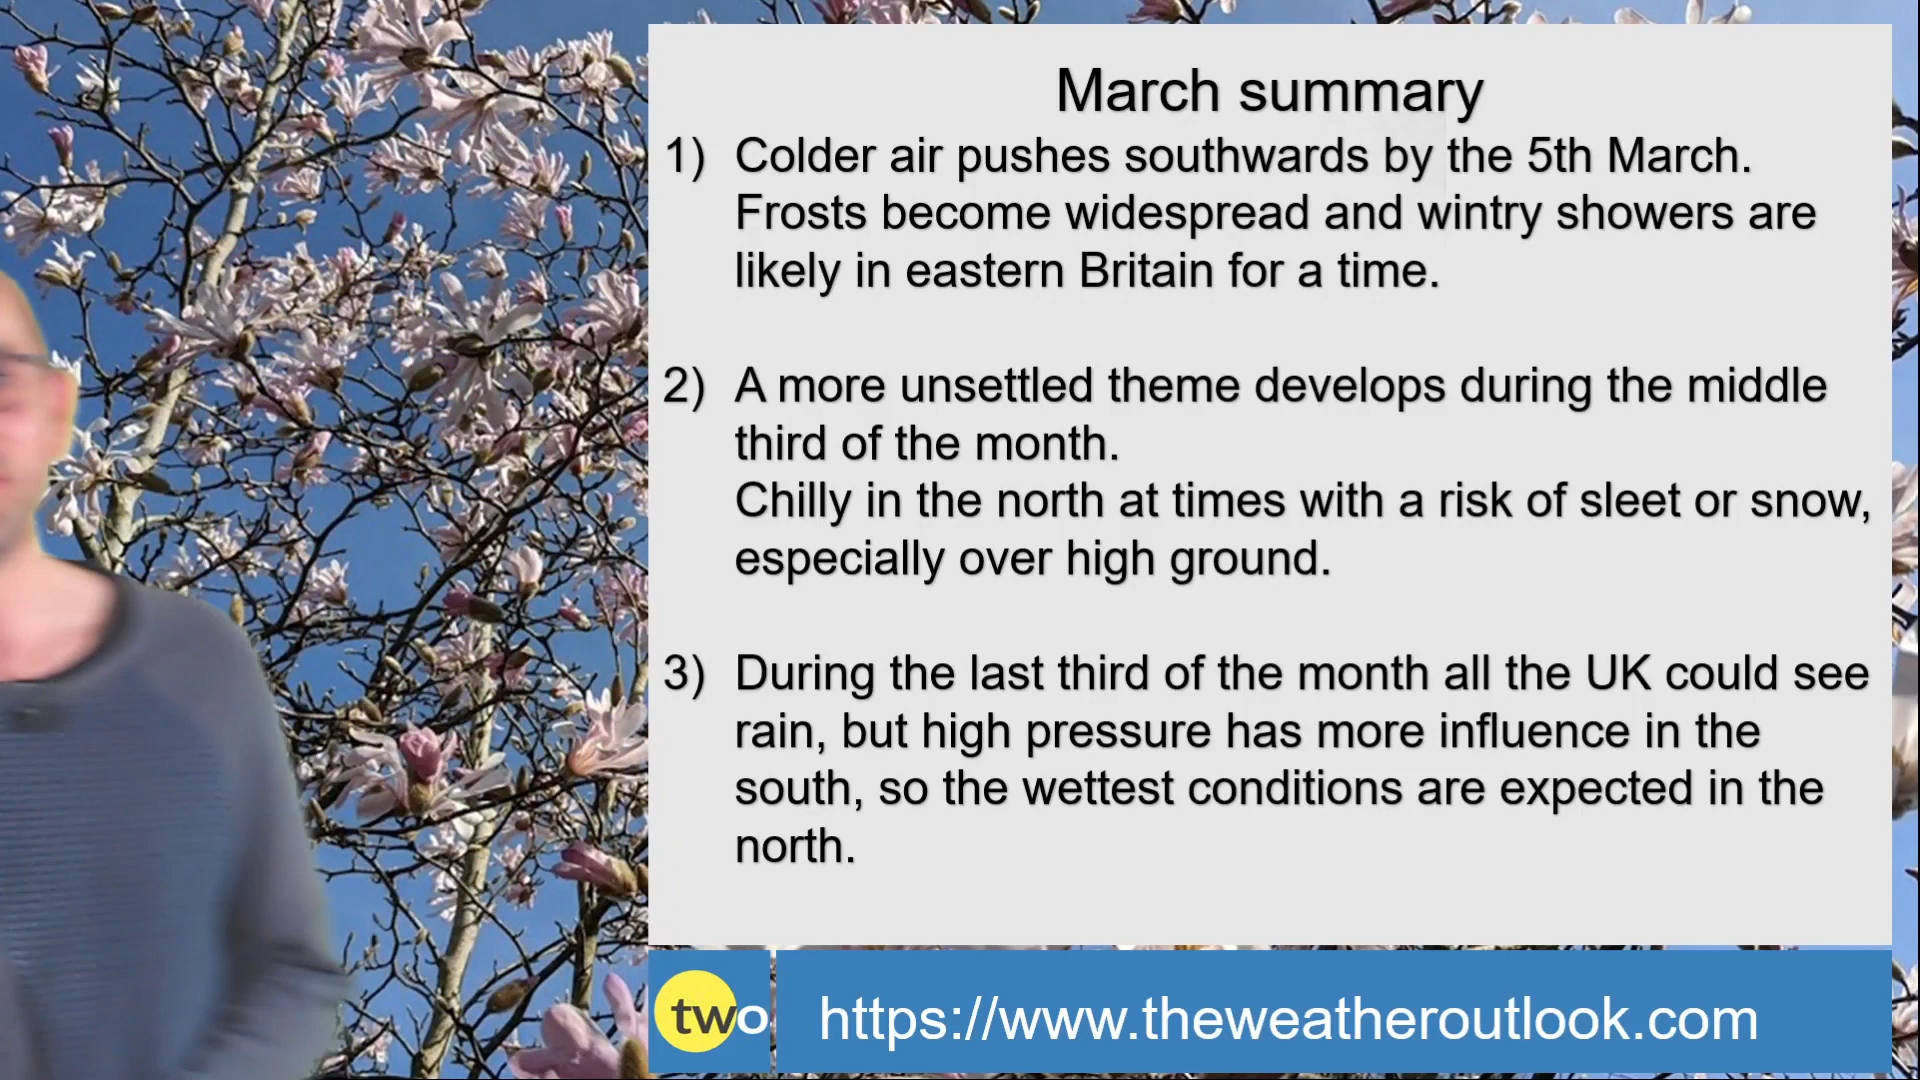 March summary
1) Colder air pushes southwards by the 5th March.
Frosts become widespread and wintry showers are
likely in eastern Britain for a time.
2) A more unsettled theme develops during the middle
third of the month.
Chilly in the north at times with a risk of sleet or snow,
especially over high ground.
3) During the last third of the month all the UK could see
rain, but high pressure has more influence in the
south, so the wettest conditions are expected in the
north.
two
https://www.theweatheroutlook.com